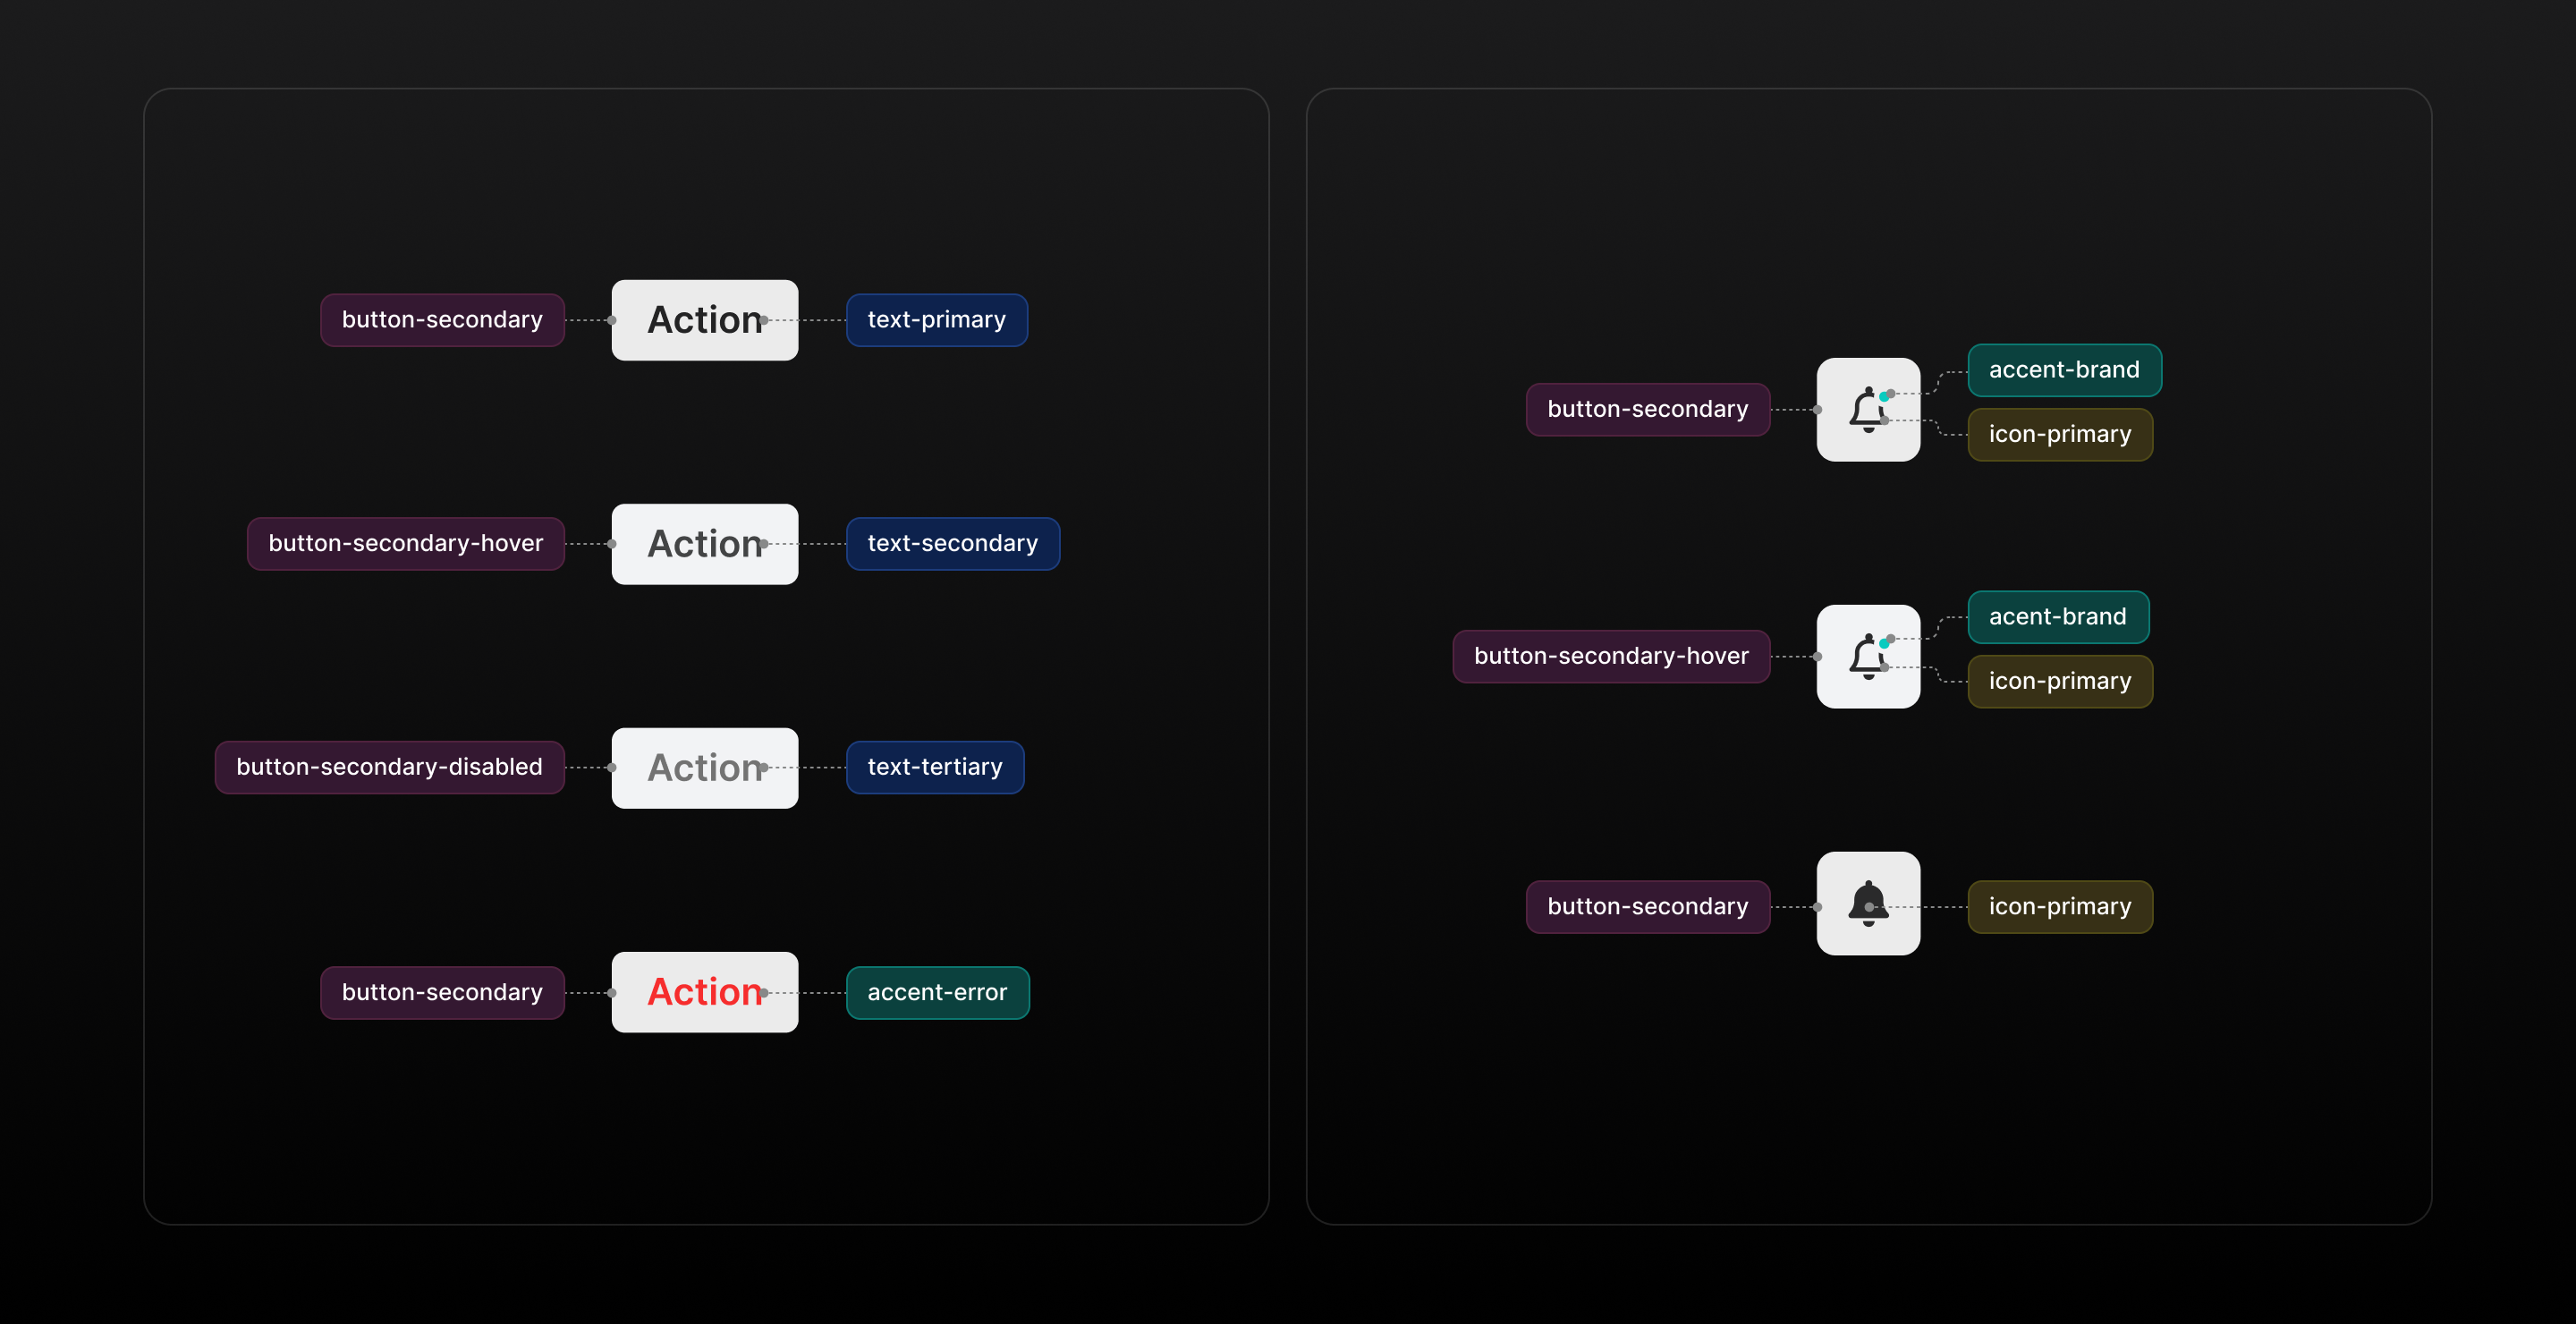 button-secondary
Action
text-primary
button-secondary-hover
Action
text-secondary
button-secondary-disabled
Action
text-tertiary
button-secondary
Action
accent-error
button-secondary
accent-brand
icon-primary
button-secondary-hover
acent-brand
icon-primary
button-secondary
icon-primary